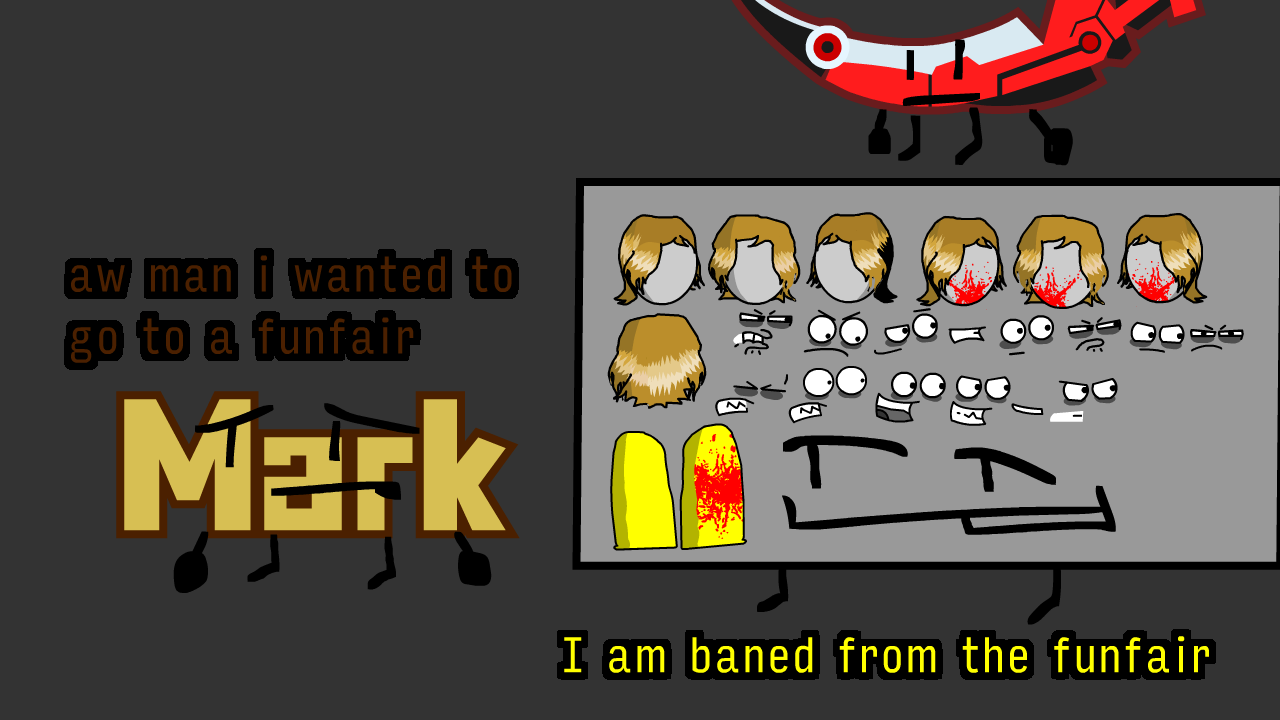 aw man i wanted to
go to a funfair
Mark
I am baned from the funfair